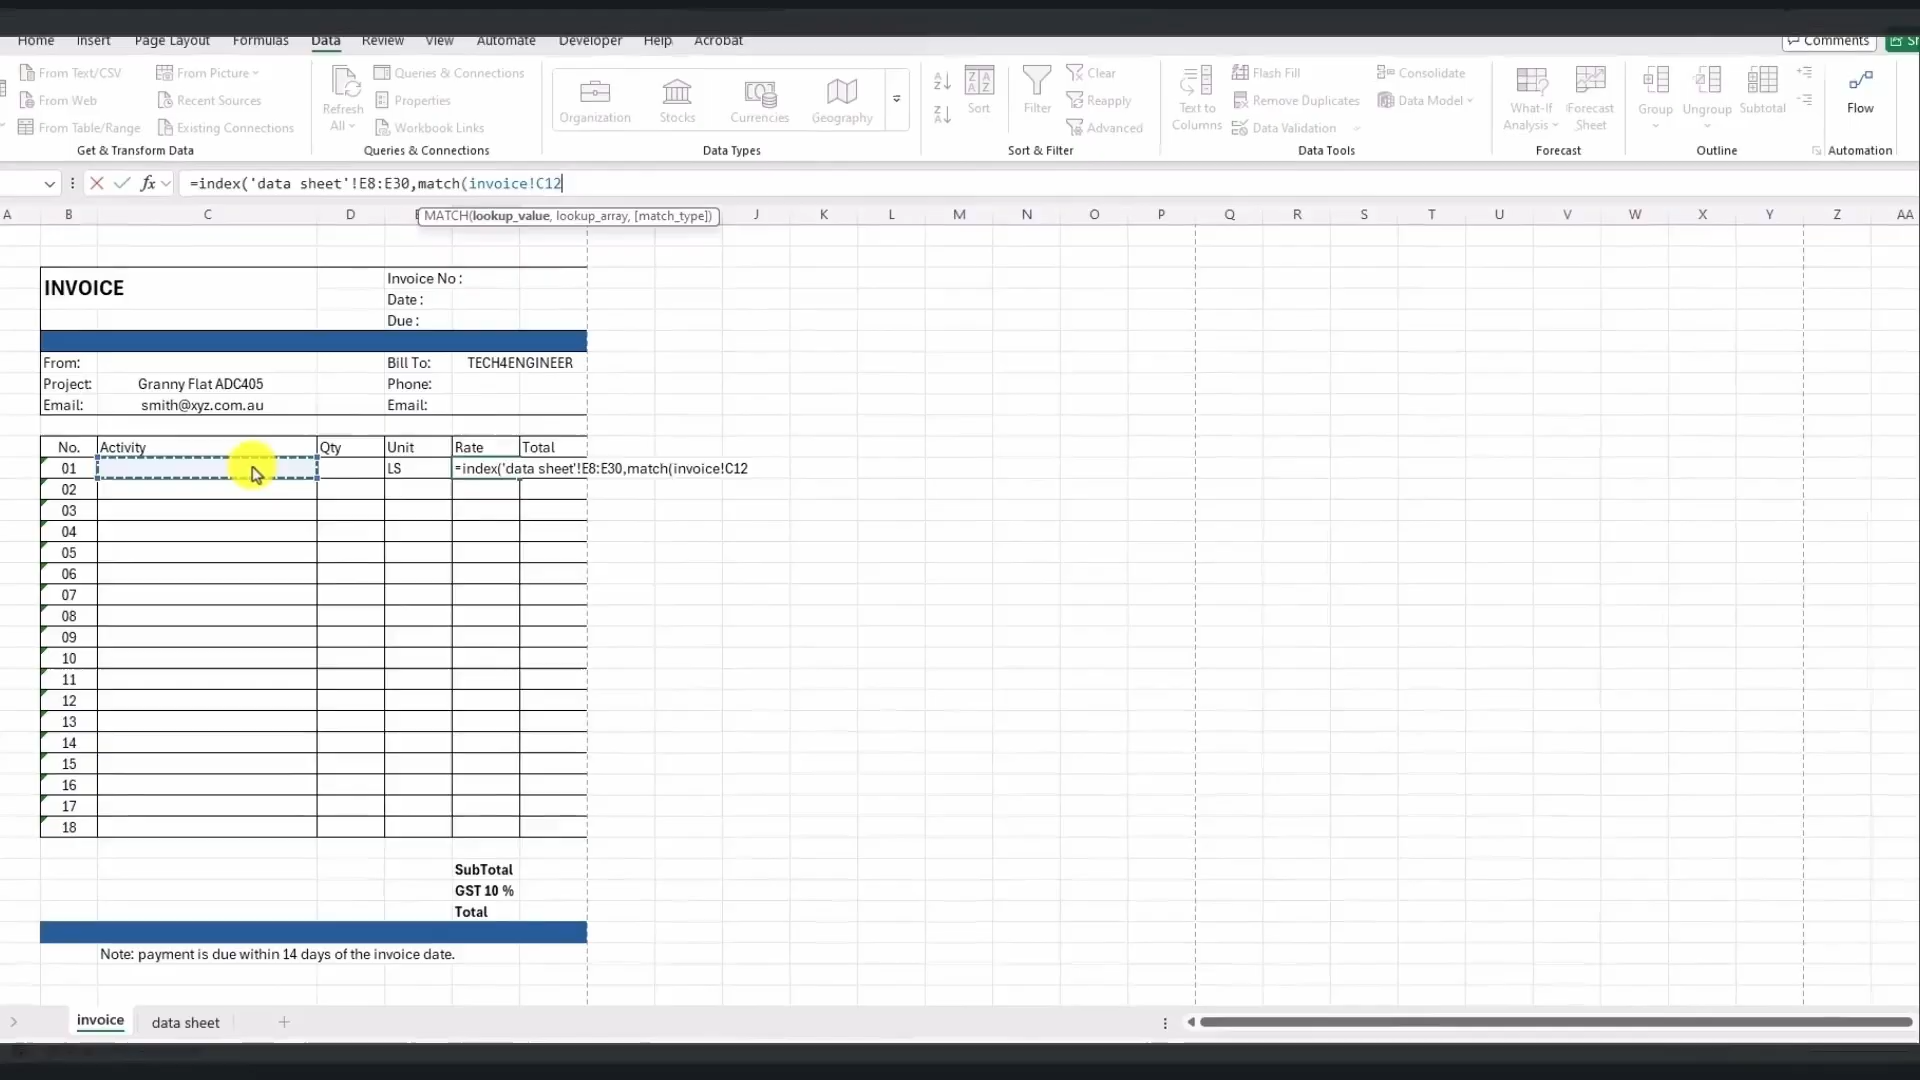 Home Insert Page Layout Formulas Data Review View Automate Developer Help Acrobat Comments
From Text/CSV From Picture Queries & Connections Clear Flash Fill Consolidate
From Web Recent Sources Properties Reapply Remove Duplicates Data Model
From Table/Range Existing Connections Workbook Links Advanced Data Validation
Refresh All
Organization Stocks Currencies Geography
Sort Filter
Text to Columns
What-If Analysis Forecast Sheet
Group Ungroup Subtotal Flow
Get & Transform Data Queries & Connections Data Types Sort & Filter Data Tools Forecast Outline Automation
fx =index('data sheet'!E8:E30,match(invoice!C12
MATCH(lookup_value, lookup_array, [match_type])
A B C D J K L M N O P Q R S T U V W X Y Z AA
INVOICE
Invoice No :
Date :
Due :
From: Bill To: TECH4ENGINEER
Project: Granny Flat ADC405 Phone:
Email: smith@xyz.com.au Email:
No. Activity Qty Unit Rate Total
01 LS =index('data sheet'!E8:E30,match(invoice!C12
02
03
04
05
06
07
08
09
10
11
12
13
14
15
16
17
18
SubTotal
GST 10 %
Total
Note: payment is due within 14 days of the invoice date.
invoice data sheet